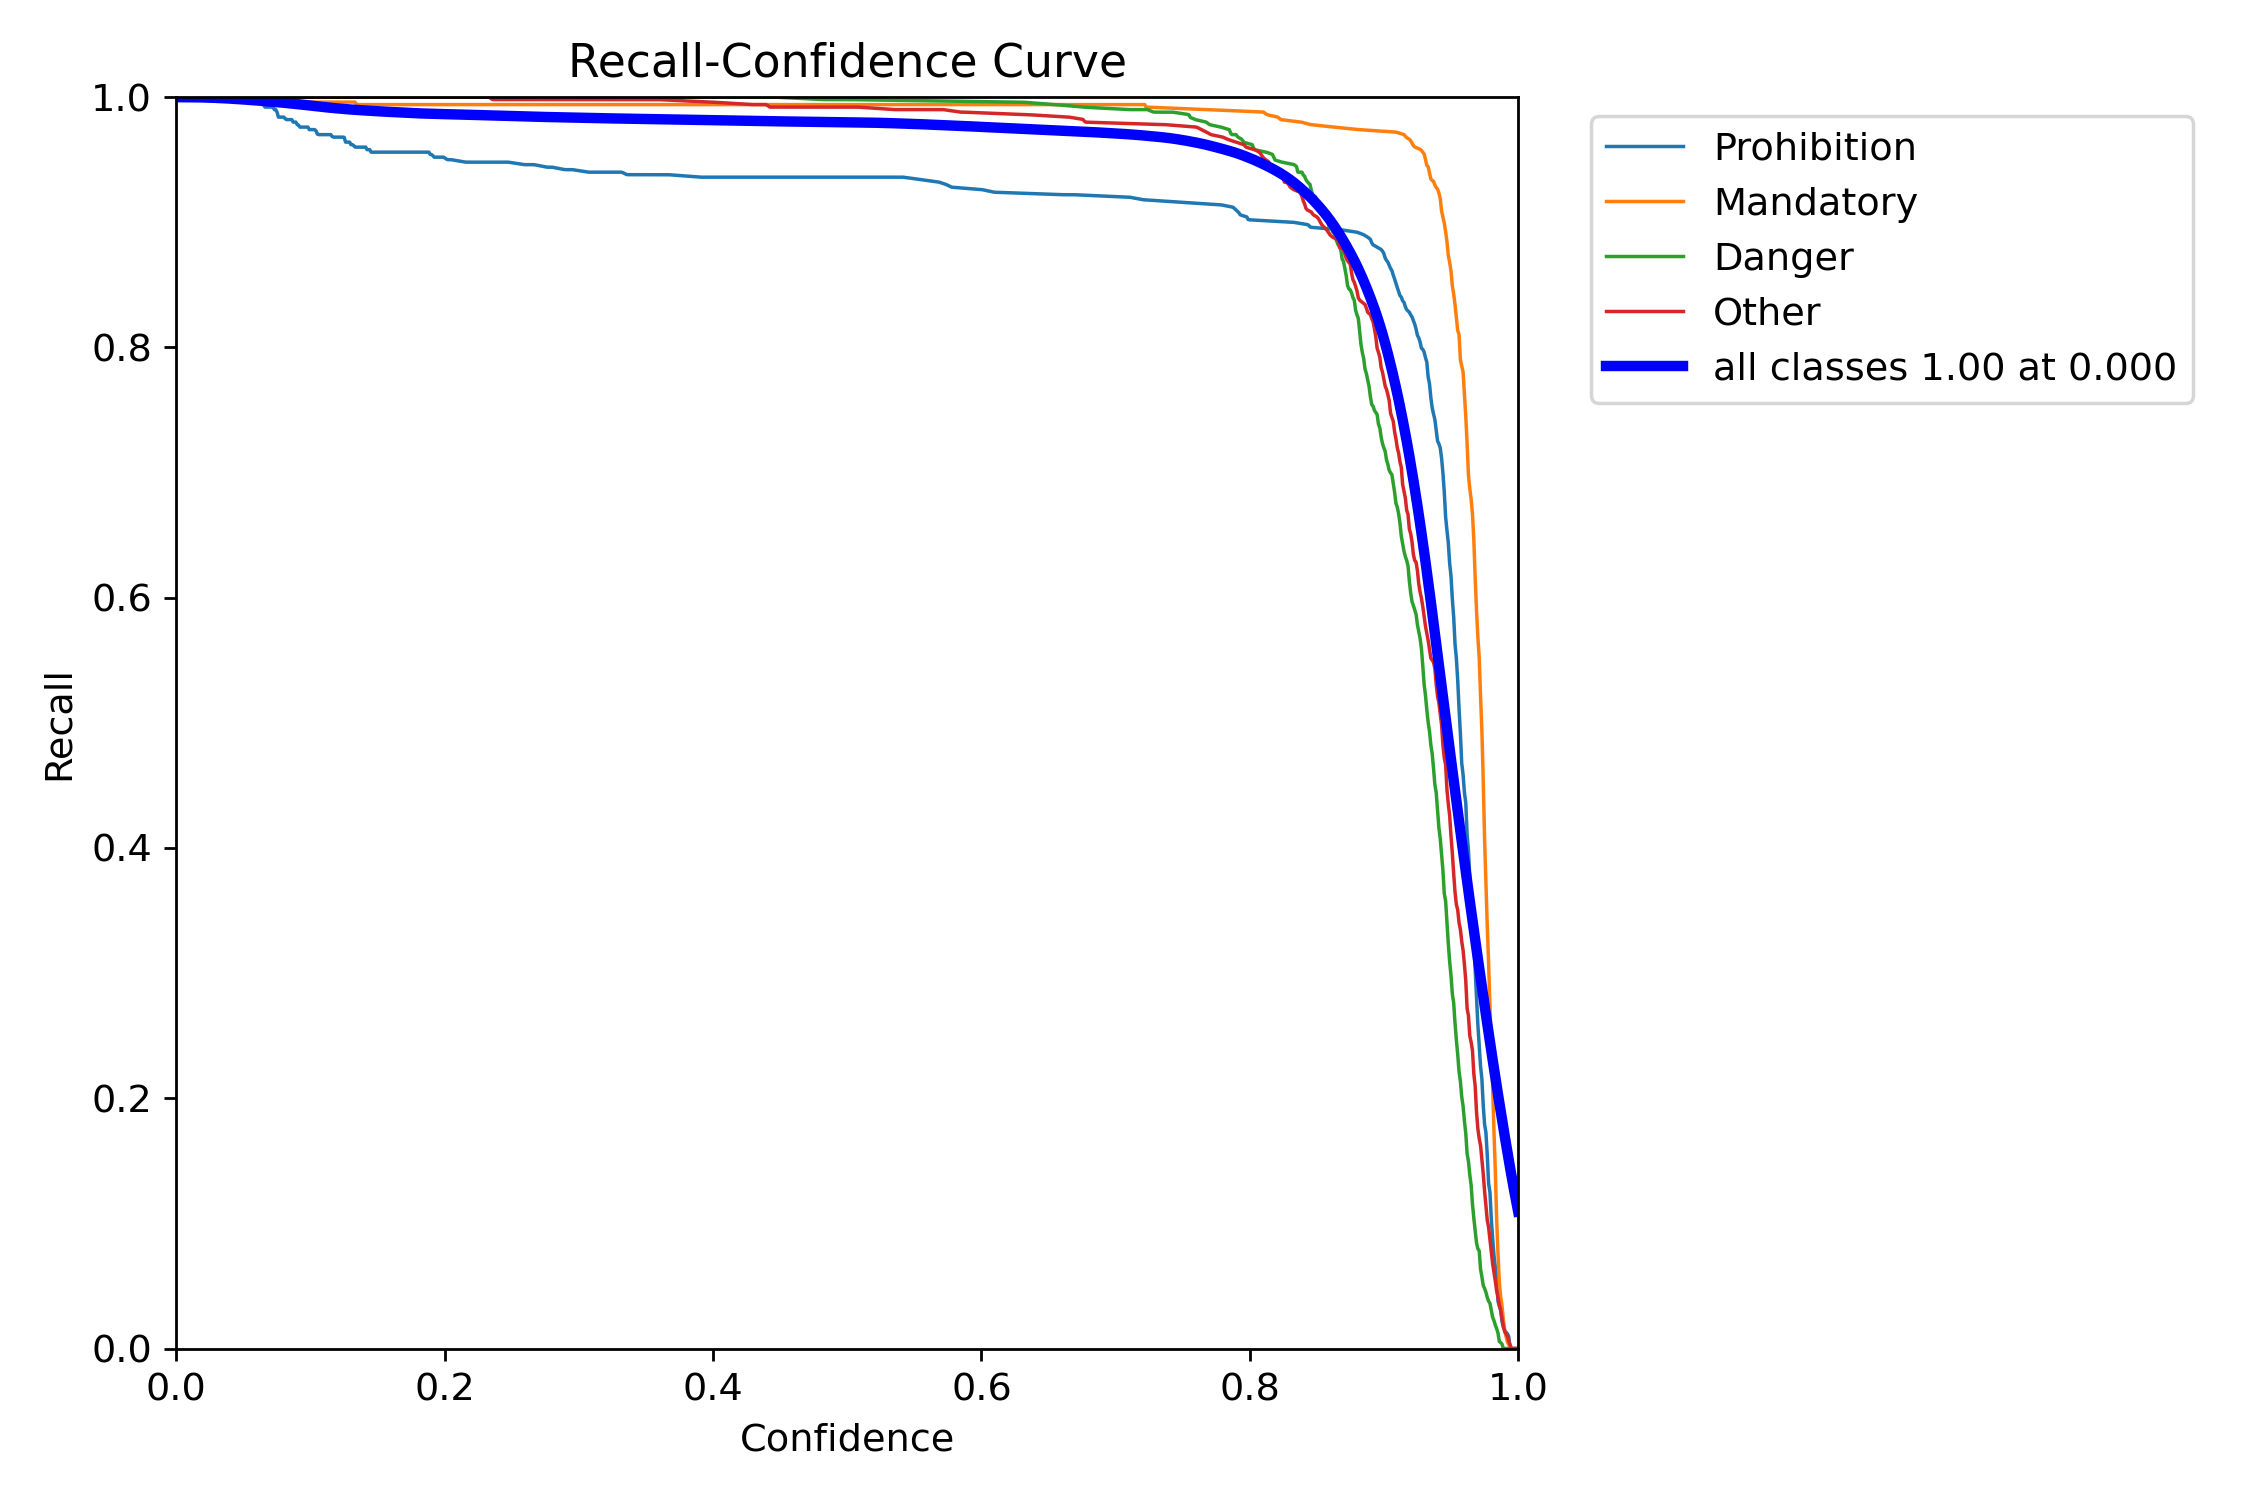 Recall-Confidence Curve
1.0
0.8
0.6
0.4
0.2
0.0
Recall
0.0 0.2 0.4 0.6 0.8 1.0
Confidence
Prohibition
Mandatory
Danger
Other
all classes 1.00 at 0.000